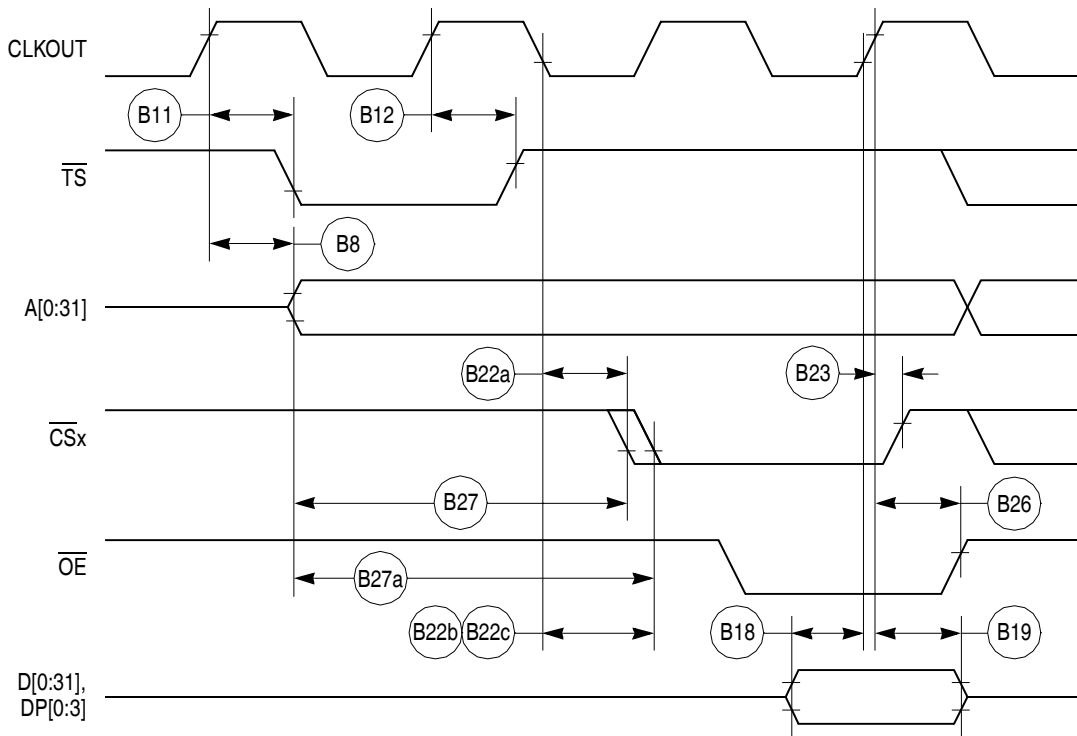 CLKOUT
B11
B12
TS
B8
A[0:31]
B22a
B23
CSx
B27
B26
OE
B27a
B22b
B22c
B18
B19
D[0:31],
DP[0:3]